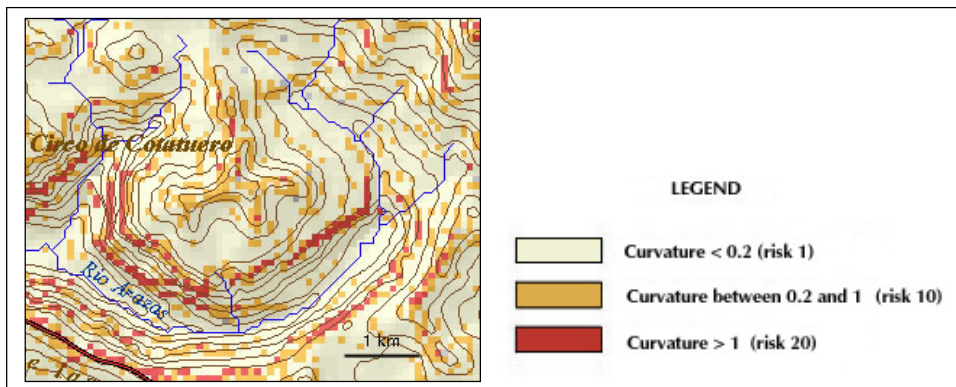 Circo de Cotatuero
Río Arazas
1 km
LEGEND
Curvature < 0.2 (risk 1)
Curvature between 0.2 and 1 (risk 10)
Curvature > 1 (risk 20)